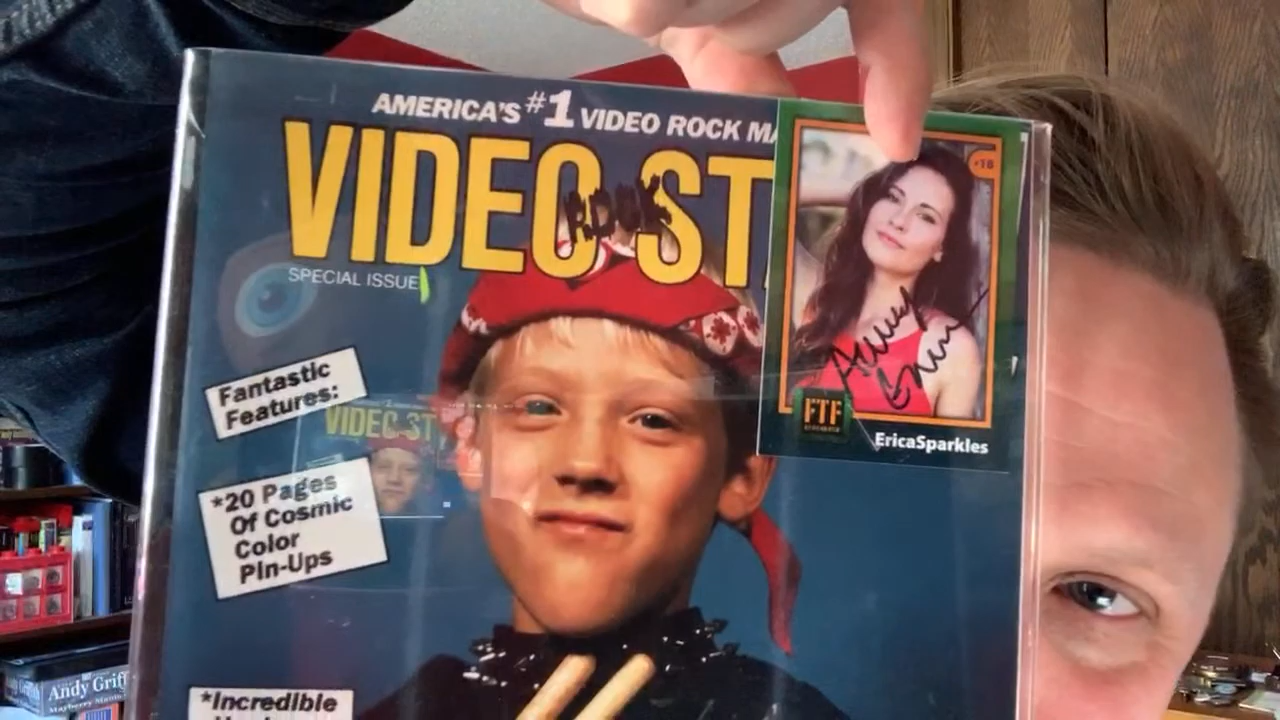 AMERICA'S #1 VIDEO ROCK MA
VIDEO ST
SPECIAL ISSUE
Fantastic
Features:
VIDEO ST
*20 Pages
Of Cosmic
Color
Pin-Ups
*Incredible
#18
FTF
EricaSparkles
Andy Griff
Mayberry